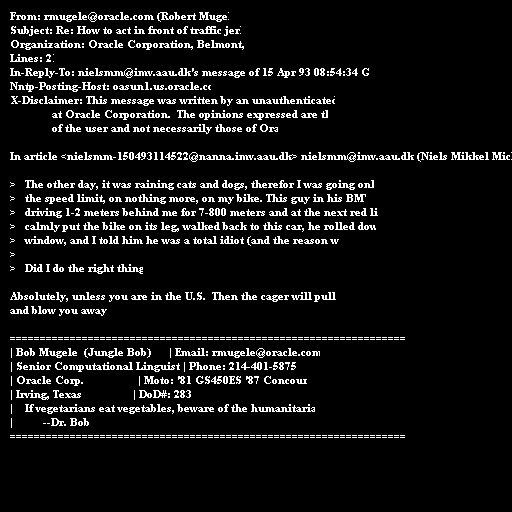 From: rmugele@oracle.com (Robert Muge
Subject: Re: How to act in front of traffic jer
Organization: Oracle Corporation, Belmont,
Lines: 2
In-Reply-To: nielsmm@imv.aau.dk's message of 15 Apr 93 08:54:34 G
Nntp-Posting-Host: oasun1.us.oracle.co
X-Disclaimer: This message was written by an unauthenticated
at Oracle Corporation. The opinions expressed are th
of the user and not necessarily those of Ora
In article <nielsmm-150493114522@nanna.imv.aau.dk> nielsmm@imv.aau.dk (Niels Mikkel Mich
> The other day, it was raining cats and dogs, therefor I was going onl
> the speed limit, on nothing more, on my bike. This guy in his BM
> driving 1-2 meters behind me for 7-800 meters and at the next red li
> calmly put the bike on its leg, walked back to this car, he rolled dow
> window, and I told him he was a total idiot (and the reason w
>
> Did I do the right thing
Absolutely, unless you are in the U.S. Then the cager will pull
and blow you away
==================================================================
| Bob Mugele (Jungle Bob) | Email: rmugele@oracle.com
| Senior Computational Linguist | Phone: 214-401-5875
| Oracle Corp. | Moto: '81 GS450ES '87 Concour
| Irving, Texas | DoD#: 283
| If vegetarians eat vegetables, beware of the humanitaria
| --Dr. Bob
==================================================================